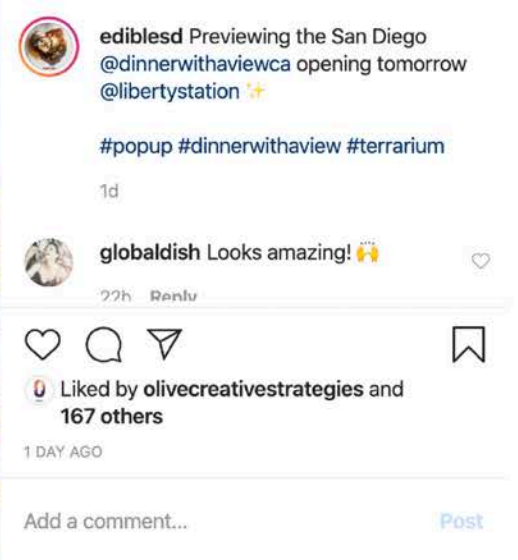 ediblesd Previewing the San Diego
@dinnerwithaviewca opening tomorrow
@libertystation ✨
#popup #dinnerwithaview #terrarium
1d
globaldish Looks amazing! 🙌
22h Reply
Liked by olivecreativestrategies and
167 others
1 DAY AGO
Add a comment... Post